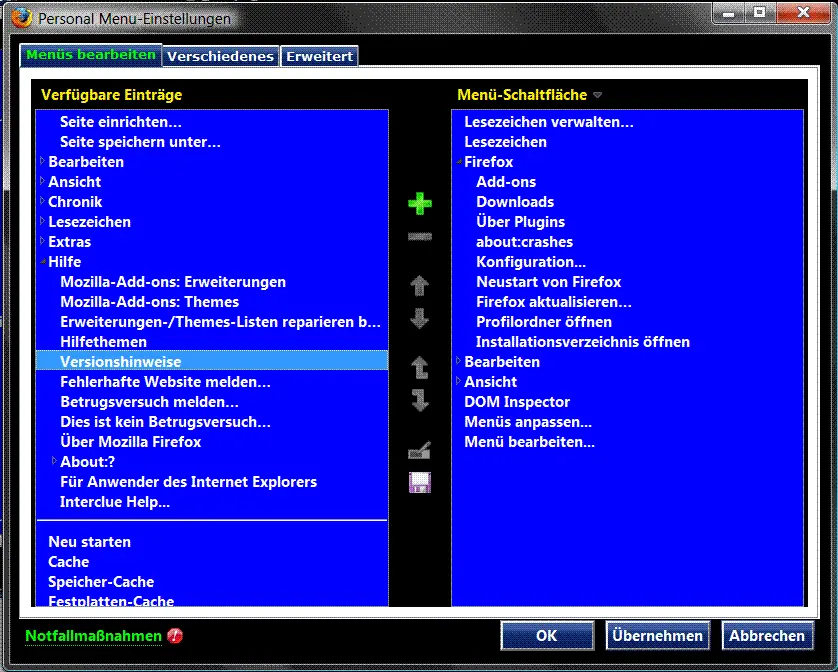 Personal Menu-Einstellungen
Menüs bearbeiten
Verschiedenes
Erweitert
Verfügbare Einträge
Seite einrichten...
Seite speichern unter...
Bearbeiten
Ansicht
Chronik
Lesezeichen
Extras
Hilfe
Mozilla-Add-ons: Erweiterungen
Mozilla-Add-ons: Themes
Erweiterungen-/Themes-Listen reparieren b...
Hilfethemen
Versionshinweise
Fehlerhafte Website melden...
Betrugsversuch melden...
Dies ist kein Betrugsversuch...
Über Mozilla Firefox
About:?
Für Anwender des Internet Explorers
Interclue Help...
Neu starten
Cache
Speicher-Cache
Festplatten-Cache
Menü-Schaltfläche
Lesezeichen verwalten...
Lesezeichen
Firefox
Add-ons
Downloads
Über Plugins
about:crashes
Konfiguration...
Neustart von Firefox
Firefox aktualisieren...
Profilordner öffnen
Installationsverzeichnis öffnen
Bearbeiten
Ansicht
DOM Inspector
Menüs anpassen...
Menü bearbeiten...
Notfallmaßnahmen
OK
Übernehmen
Abbrechen